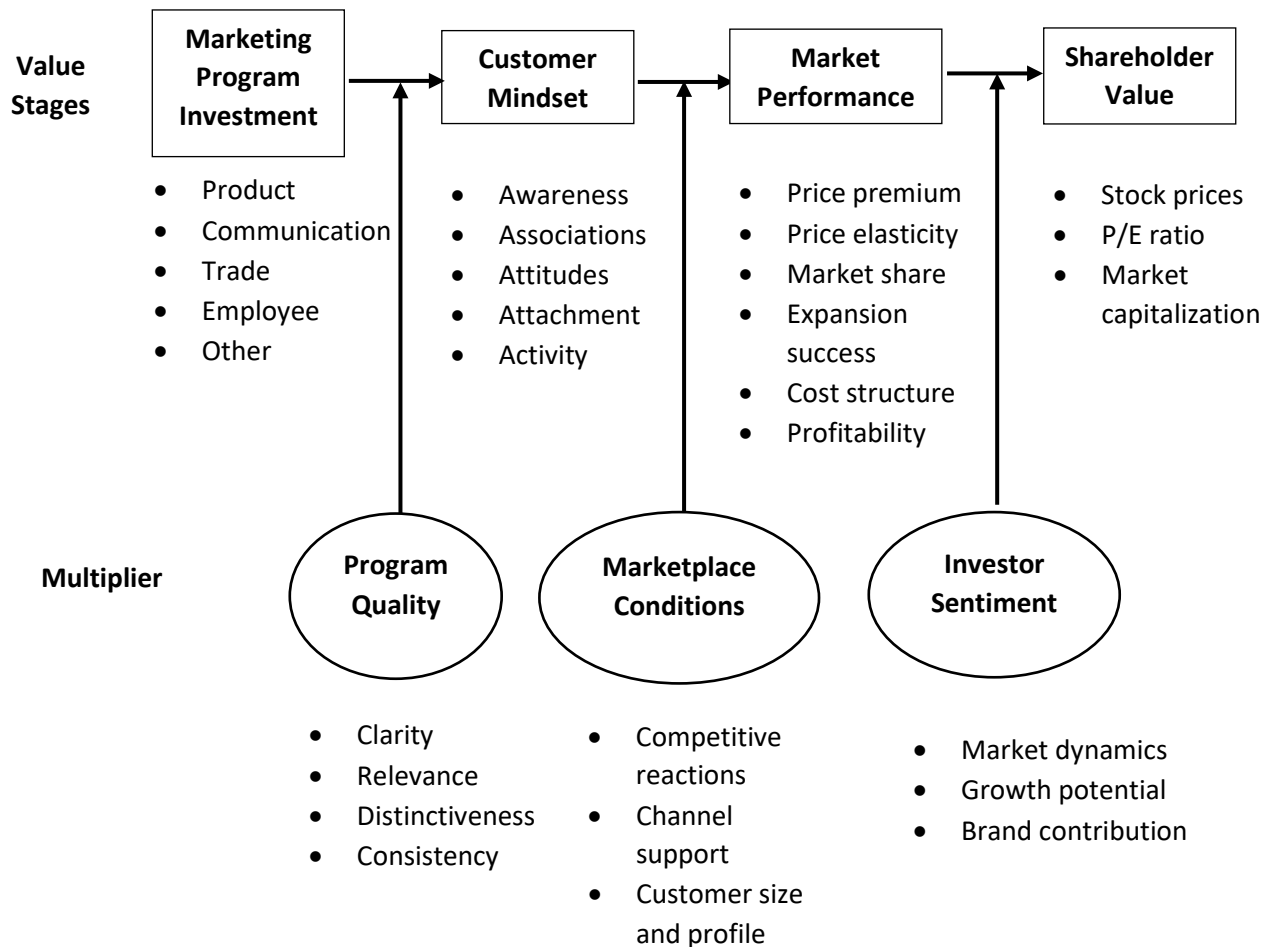 Value
Stages
Marketing
Program
Investment
Customer
Mindset
Market
Performance
Shareholder
Value
• Product
• Communication
• Trade
• Employee
• Other
• Awareness
• Associations
• Attitudes
• Attachment
• Activity
• Price premium
• Price elasticity
• Market share
• Expansion
success
• Cost structure
• Profitability
• Stock prices
• P/E ratio
• Market
capitalization
Multiplier
Program
Quality
Marketplace
Conditions
Investor
Sentiment
• Clarity
• Relevance
• Distinctiveness
• Consistency
• Competitive
reactions
• Channel
support
• Customer size
and profile
• Market dynamics
• Growth potential
• Brand contribution